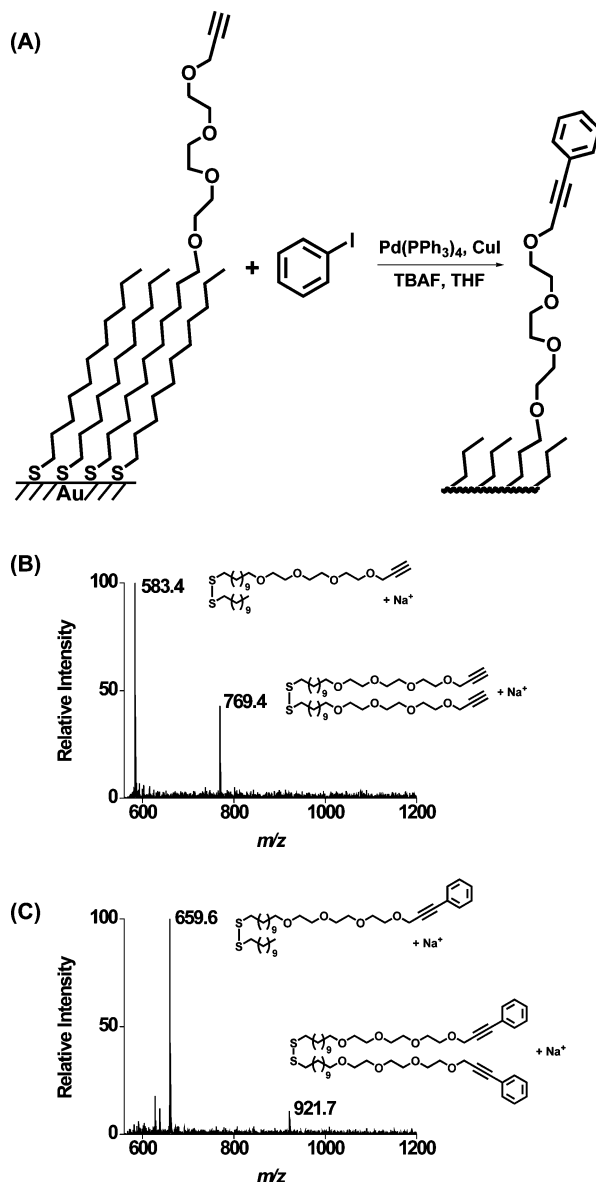 (A)
O
O
O
O
+
I
Pd(PPh3)4, CuI
TBAF, THF
O
O
O
O
S S S S
Au
(B)
Relative Intensity
100
50
0
583.4
769.4
S
S
9
O
O
O
O
9
+ Na+
S
S
9
O
O
O
O
9
O
O
O
O
+ Na+
600 800 1000 1200
m/z
(C)
Relative Intensity
100
50
0
659.6
921.7
S
S
9
O
O
O
O
9
+ Na+
S
S
9
O
O
O
O
9
O
O
O
O
+ Na+
600 800 1000 1200
m/z